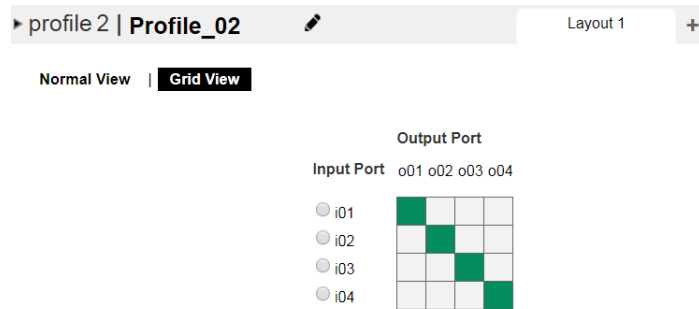 profile 2 | Profile_02
Layout 1
+
Normal View | Grid View
Output Port
Input Port o01 o02 o03 o04
i01
i02
i03
i04